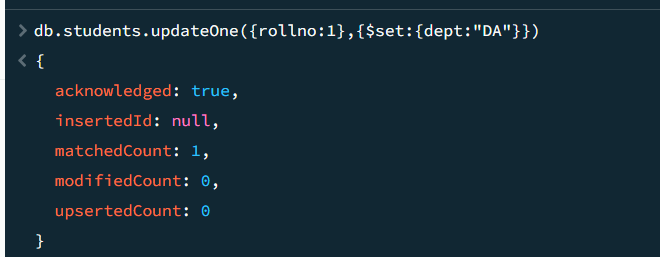 > db.students.updateOne({rollno:1},{$set:{dept:"DA"}})
< {
acknowledged: true,
insertedId: null,
matchedCount: 1,
modifiedCount: 0,
upsertedCount: 0
}